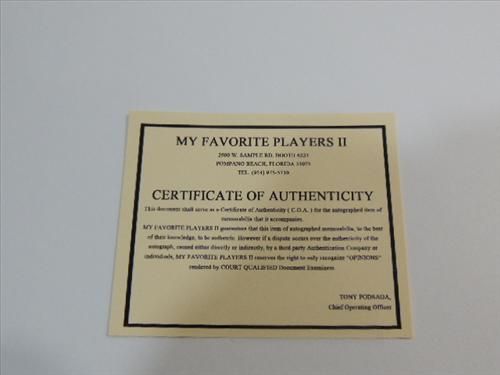 MY FAVORITE PLAYERS II
2900 W. SAMPLE RD. BOOTH
POMPANO BEACH, FLORIDA 33073
TEL. (954)
CERTIFICATE OF AUTHENTICITY
This document shall serve as a Certificate of Authenticity ( C.O.A. ) for the autographed item of
memorabilia that it accompanies.
MY FAVORITE PLAYERS II guarantees that this item of autographed memorabilia, to the best
of their knowledge, to be authentic. However if a dispute occurs over the authenticity of the
autograph, caused either directly or indirectly, by a third party Authentication Company or
individuals, MY FAVORITE PLAYERS II reserves the right to only recognize "OPINIONS"
rendered by COURT QUALIFIED Document Examiners.
TONY PODSADA,
Chief Operating Officer